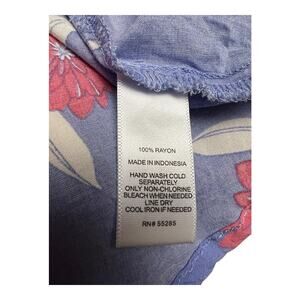 100% RAYON
MADE IN INDONESIA
HAND WASH COLD
SEPARATELY
ONLY NON-CHLORINE
BLEACH WHEN NEEDED
LINE DRY
COOL IRON IF NEEDED
RN# 55285